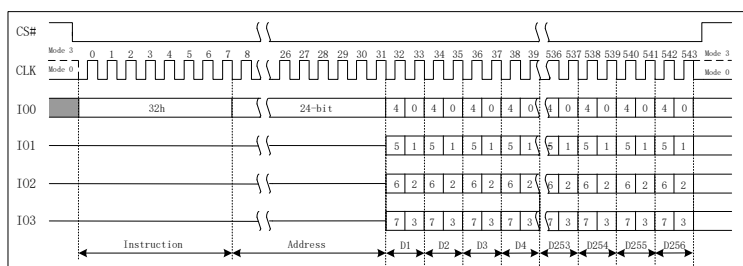 CS#
Mode 3 0 1 2 3 4 5 6 7 8 26 27 28 29 30 31 32 33 34 35 36 37 38 39 536 537 538 539 540 541 542 543 Mode 3
CLK Mode 0 Mode 0
IO0 32h 24-bit 4 0 4 0 4 0 4 0 4 0 4 0 4 0 4 0
IO1 5 1 5 1 5 1 5 1 5 1 5 1 5 1 5 1
IO2 6 2 6 2 6 2 6 2 6 2 6 2 6 2 6 2
IO3 7 3 7 3 7 3 7 3 7 3 7 3 7 3 7 3
Instruction Address D1 D2 D3 D4 D253 D254 D255 D256